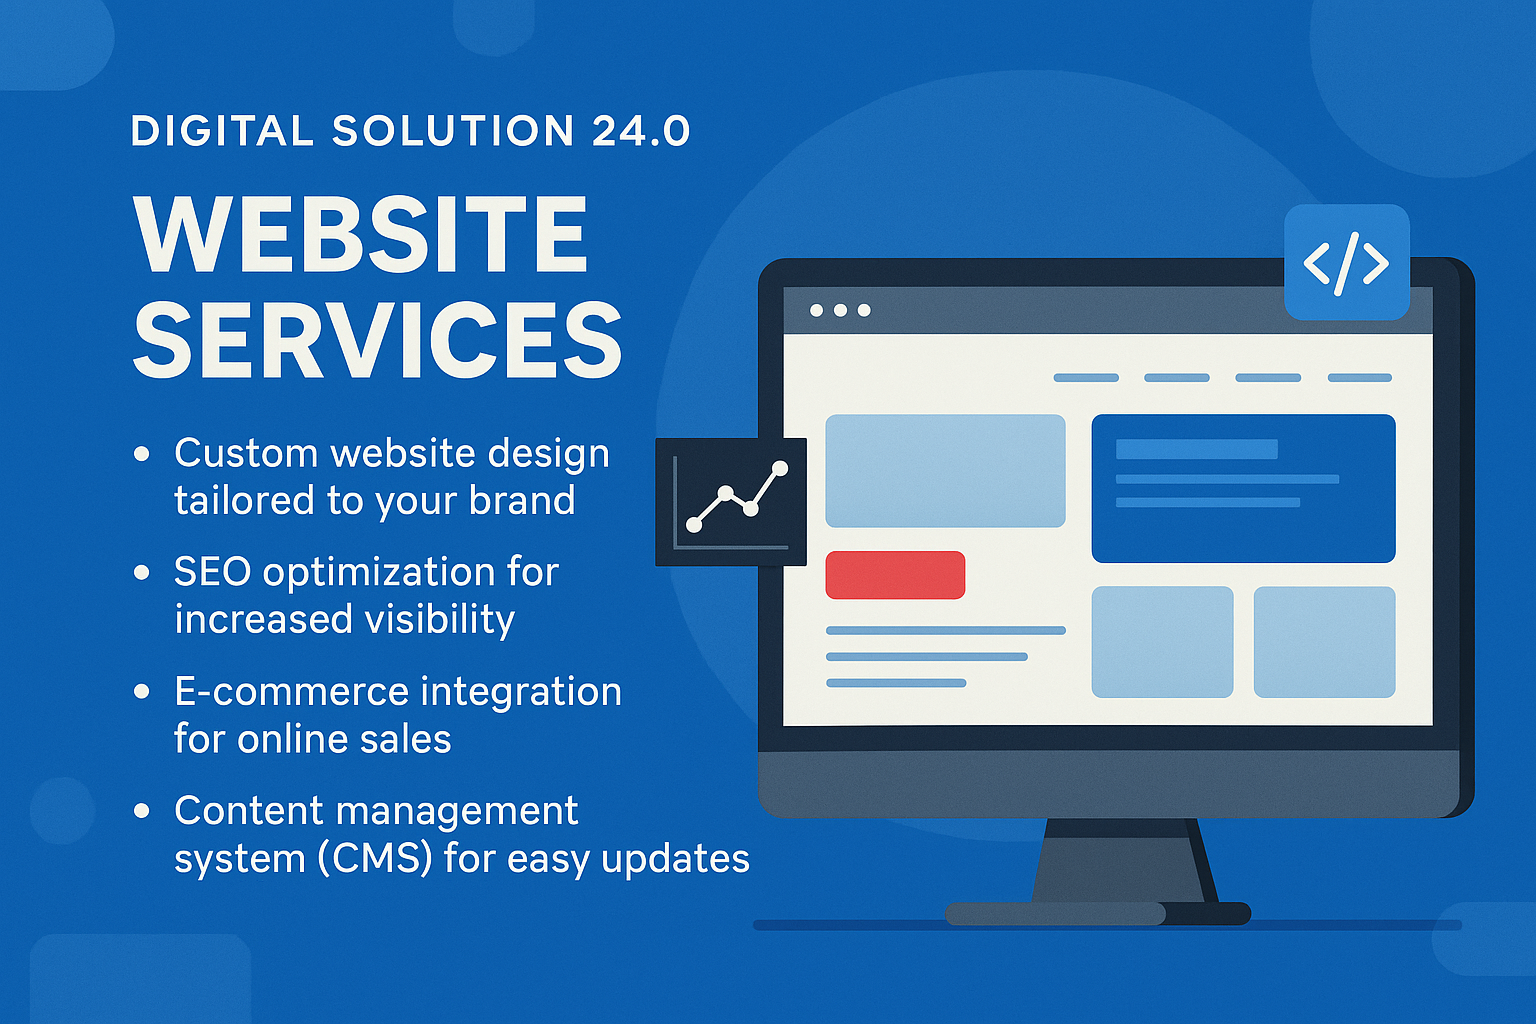 DIGITAL SOLUTION 24.0
WEBSITE
SERVICES
• Custom website design
tailored to your brand
• SEO optimization for
increased visibility
• E-commerce integration
for online sales
• Content management
system (CMS) for easy updates
</>